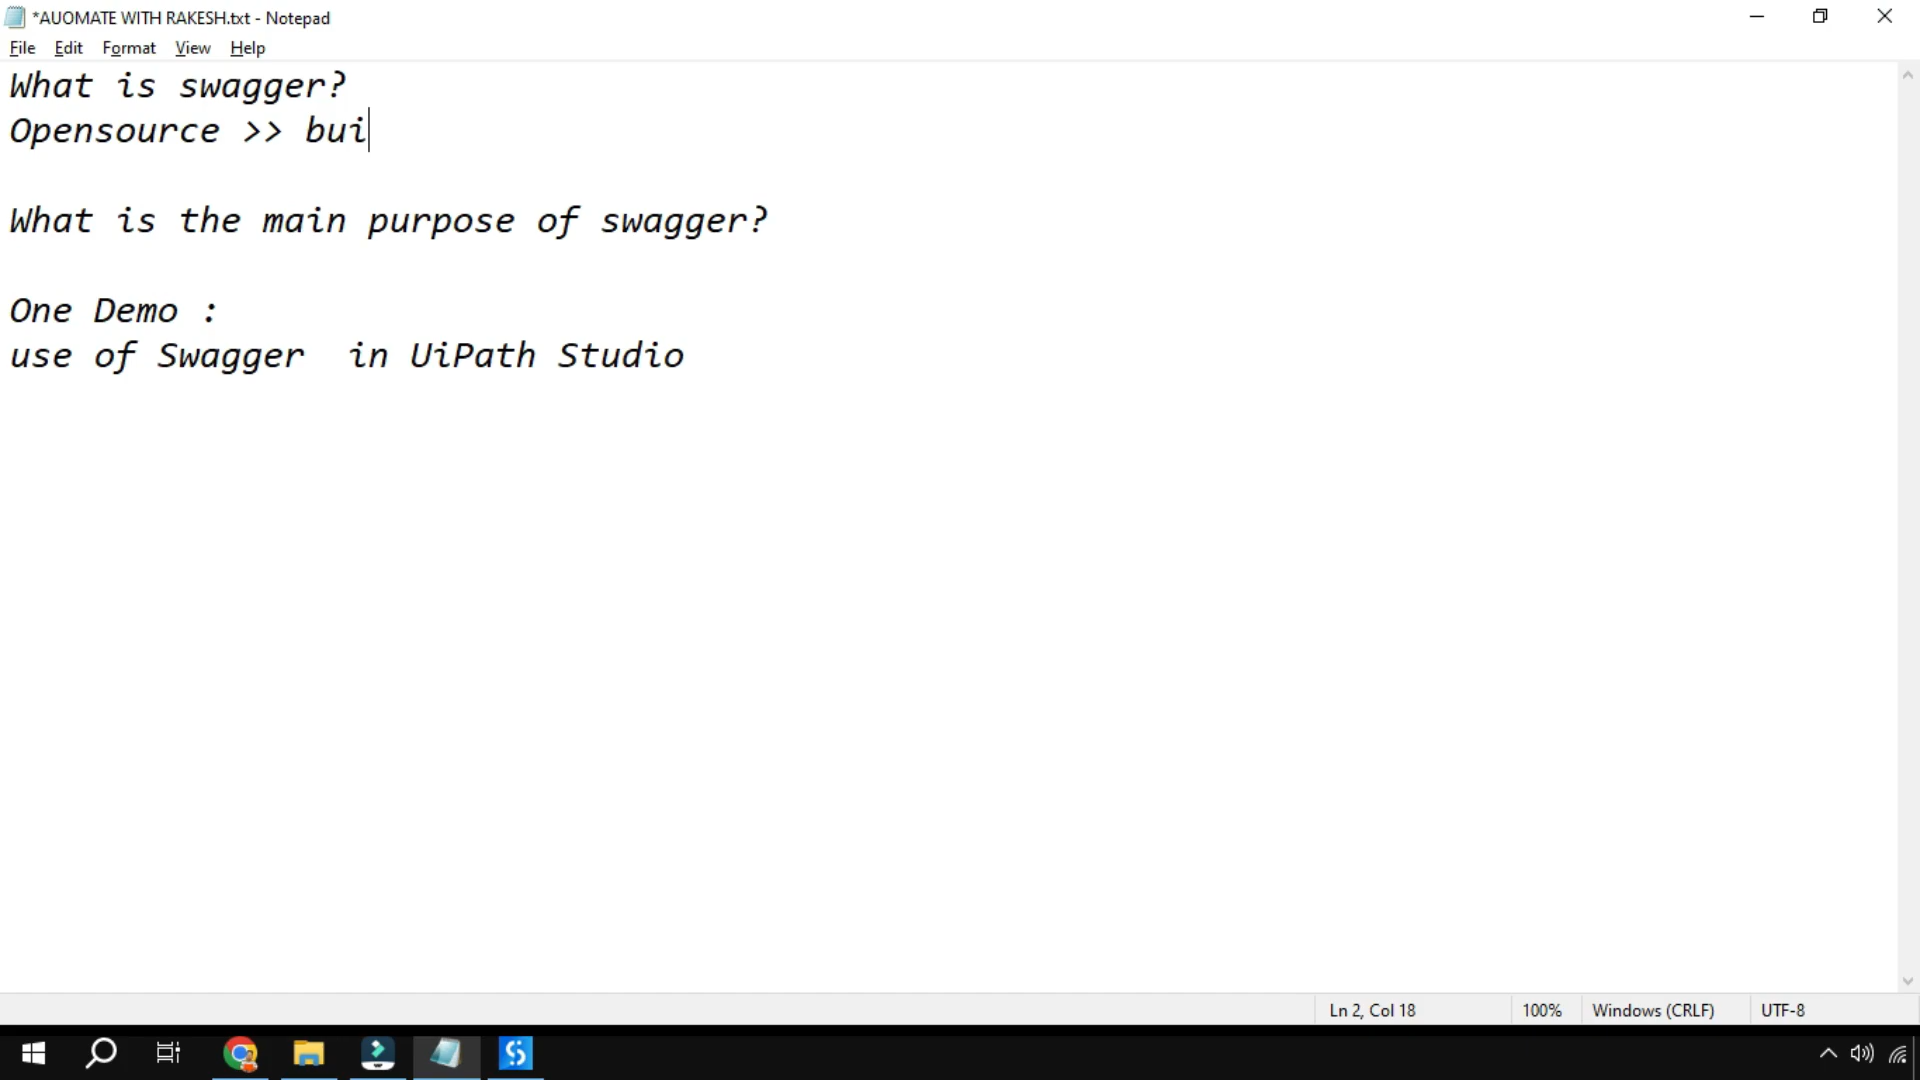 *AUOMATE WITH RAKESH.txt - Notepad
File Edit Format View Help
What is swagger?
Opensource >> bui
What is the main purpose of swagger?
One Demo :
use of Swagger  in UiPath Studio
Ln 2, Col 18 100% Windows (CRLF) UTF-8